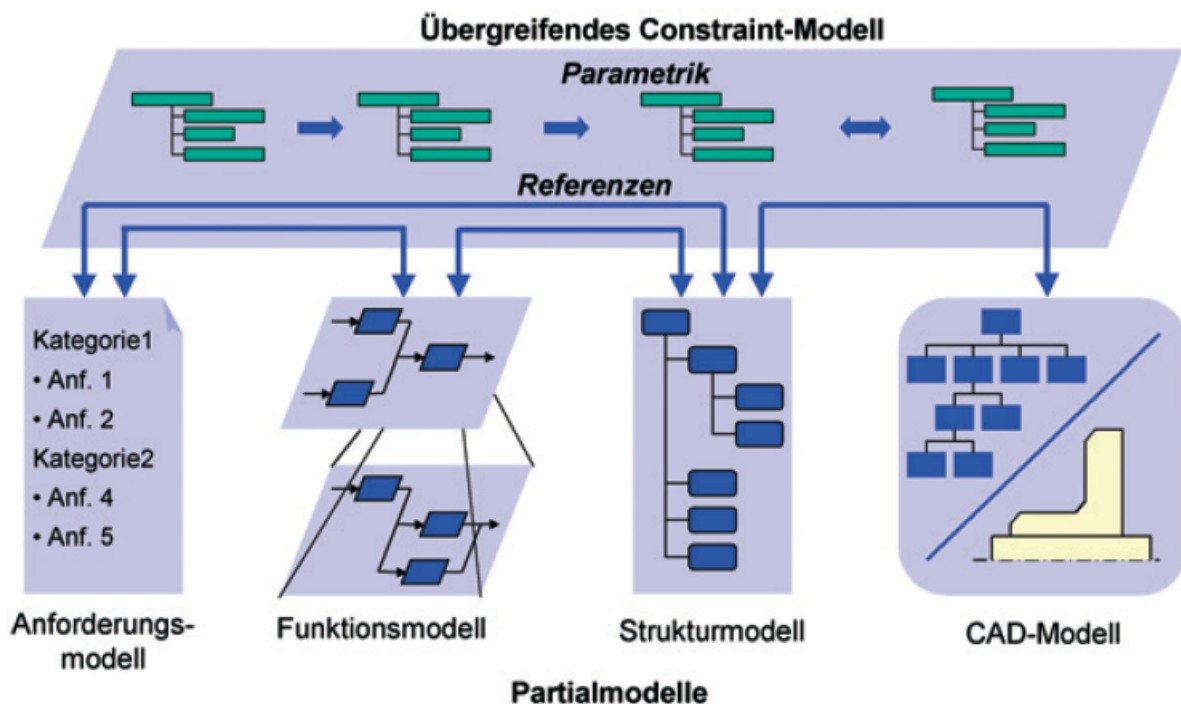 Übergreifendes Constraint-Modell
Parametrik
Referenzen
Kategorie1
• Anf. 1
• Anf. 2
Kategorie2
• Anf. 4
• Anf. 5
Anforderungs-
modell
Funktionsmodell
Strukturmodell
CAD-Modell
Partialmodelle